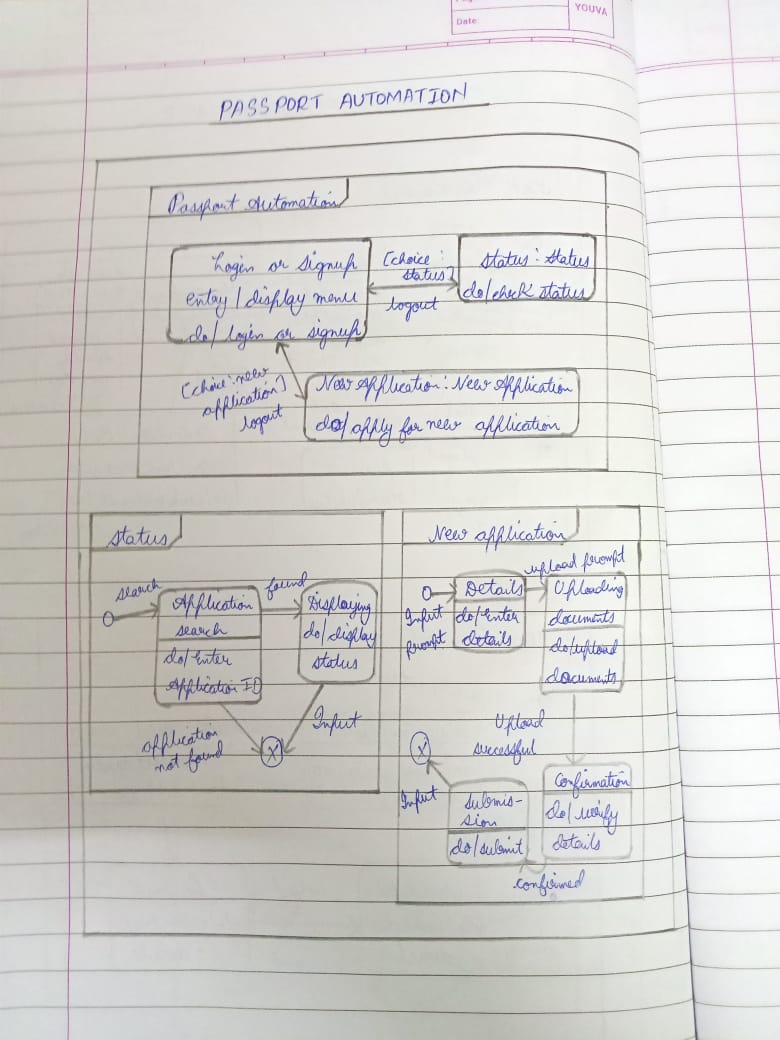 YOUVA
Date:
PASSPORT AUTOMATION
Passport Automation
Login or Signup
entry / display menu
do / login or signup
[choice:
status]
logout
Status : Status
do/check status
[choice: new
application]
logout
New Application : New Application
do/ apply for new application
Status
search
Application
search
do/Enter
Application ID
found
Displaying
do/display
status
application
not found
Input
X
New application
Input
prompt
Details
do/Enter
details
upload prompt
Uploading
documents
do/upload
documents
Upload
successful
Confirmation
do/verify
details
confirmed
Submis-
sion
do/submit
Input
X